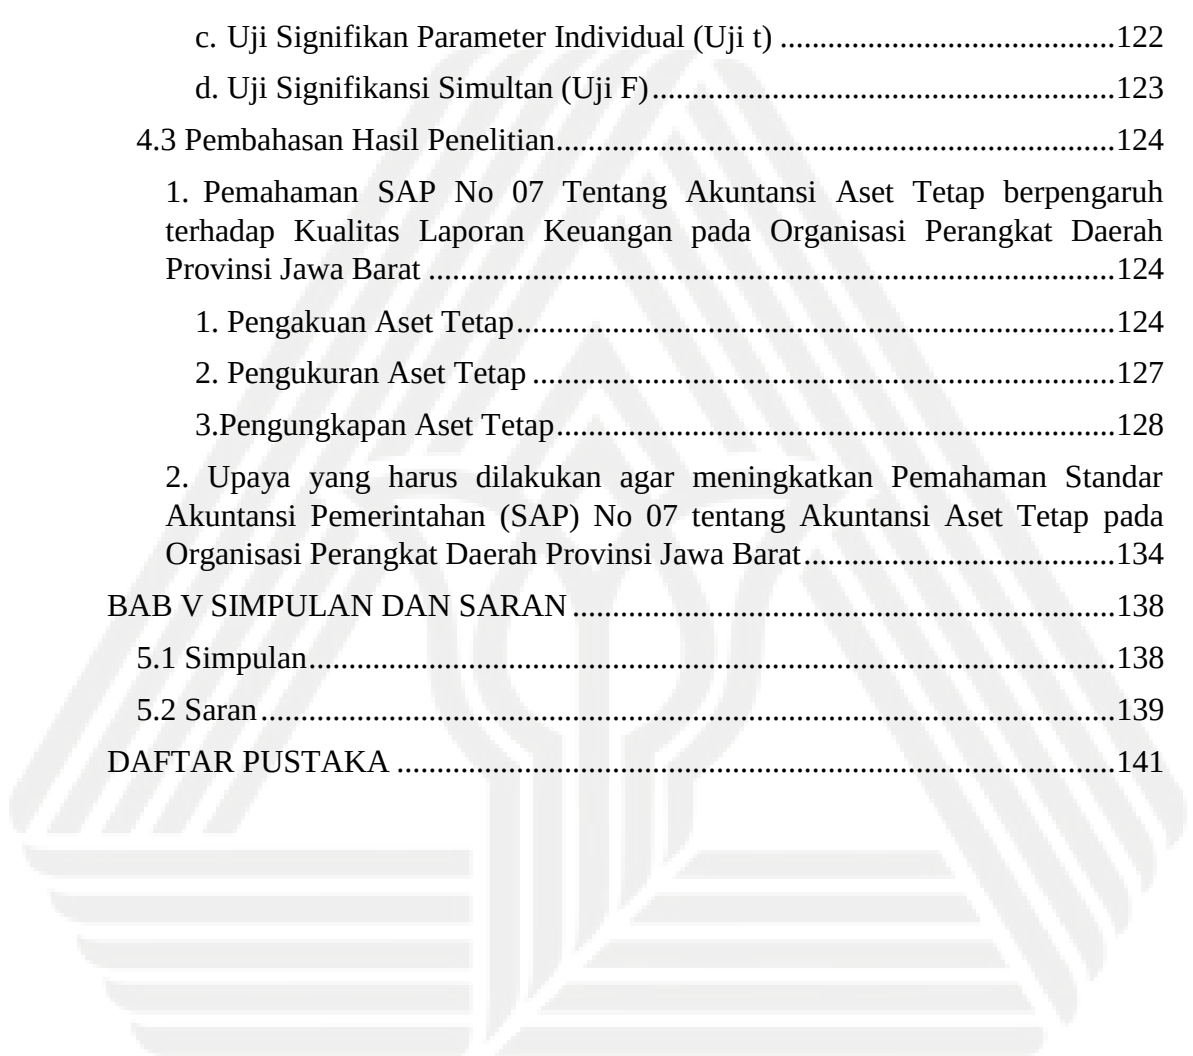 c. Uji Signifikan Parameter Individual (Uji t) .........................................122
d. Uji Signifikansi Simultan (Uji F).........................................................123
4.3 Pembahasan Hasil Penelitian...........................................................................124
1. Pemahaman SAP No 07 Tentang Akuntansi Aset Tetap berpengaruh
terhadap Kualitas Laporan Keuangan pada Organisasi Perangkat Daerah
Provinsi Jawa Barat .....................................................................................124
1. Pengakuan Aset Tetap..........................................................................124
2. Pengukuran Aset Tetap ........................................................................127
3.Pengungkapan Aset Tetap.....................................................................128
2. Upaya yang harus dilakukan agar meningkatkan Pemahaman Standar
Akuntansi Pemerintahan (SAP) No 07 tentang Akuntansi Aset Tetap pada
Organisasi Perangkat Daerah Provinsi Jawa Barat......................................134
BAB V SIMPULAN DAN SARAN ...................................................................138
5.1 Simpulan....................................................................................................138
5.2 Saran..........................................................................................................139
DAFTAR PUSTAKA .........................................................................................141